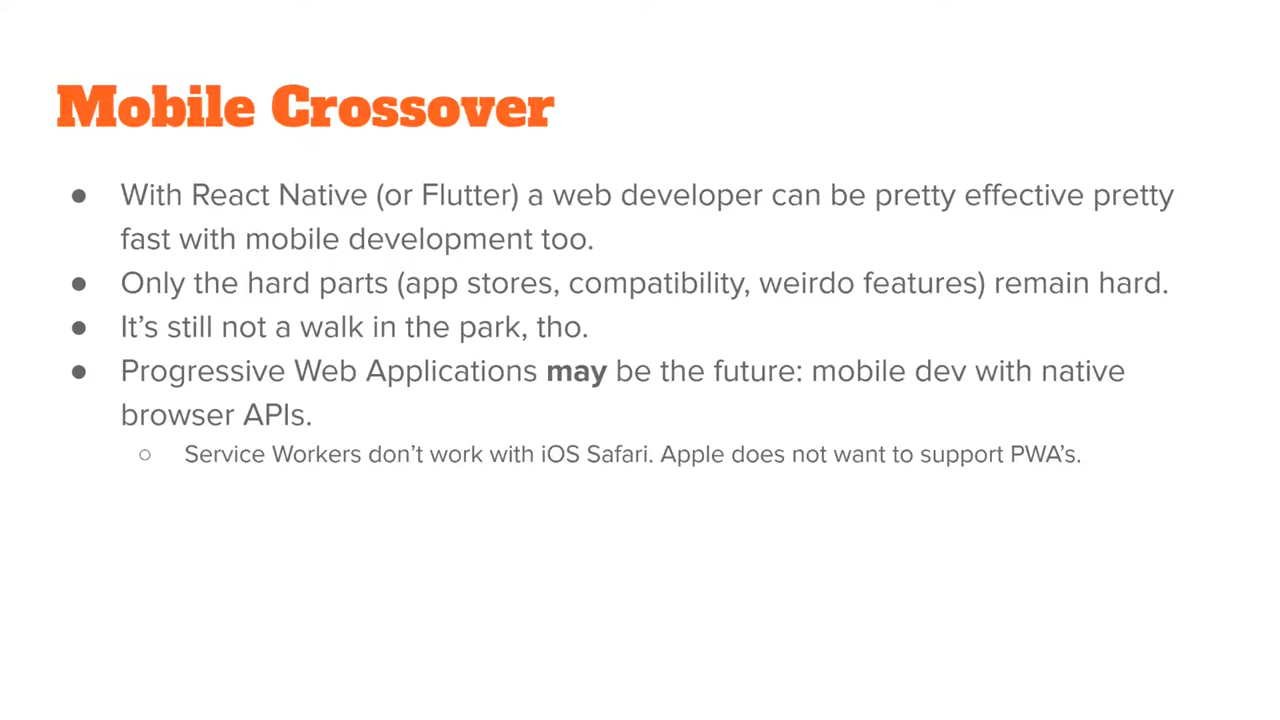 Mobile Crossover
● With React Native (or Flutter) a web developer can be pretty effective pretty
fast with mobile development too.
● Only the hard parts (app stores, compatibility, weirdo features) remain hard.
● It’s still not a walk in the park, tho.
● Progressive Web Applications may be the future: mobile dev with native
browser APIs.
○ Service Workers don’t work with iOS Safari. Apple does not want to support PWA’s.